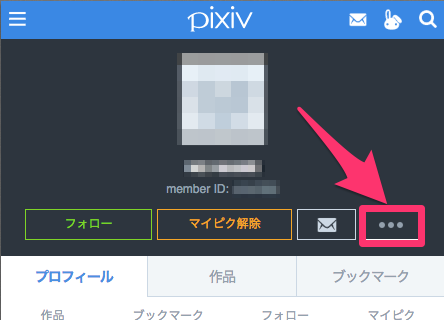 pixiv
member ID:
フォロー
マイピク解除
プロフィール
作品
ブックマーク
作品
ブックマーク
フォロー
マイピク